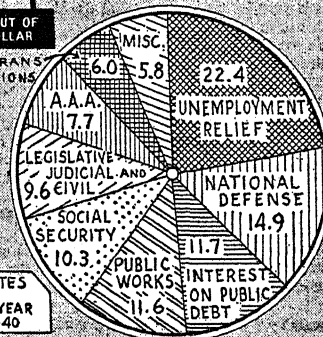 OUT OF
LLAR
RANS
IONS
6.0
MISC.
5.8
22.4
UNEMPLOYMENT
RELIEF
A.A.A.
7.7
NATIONAL
DEFENSE
14.9
LEGISLATIVE
JUDICIAL AND
CIVIL
9.6
SOCIAL
SECURITY
10.3
PUBLIC
WORKS
11.6
11.7
INTEREST
ON PUBLIC
DEBT
TES
YEAR
40